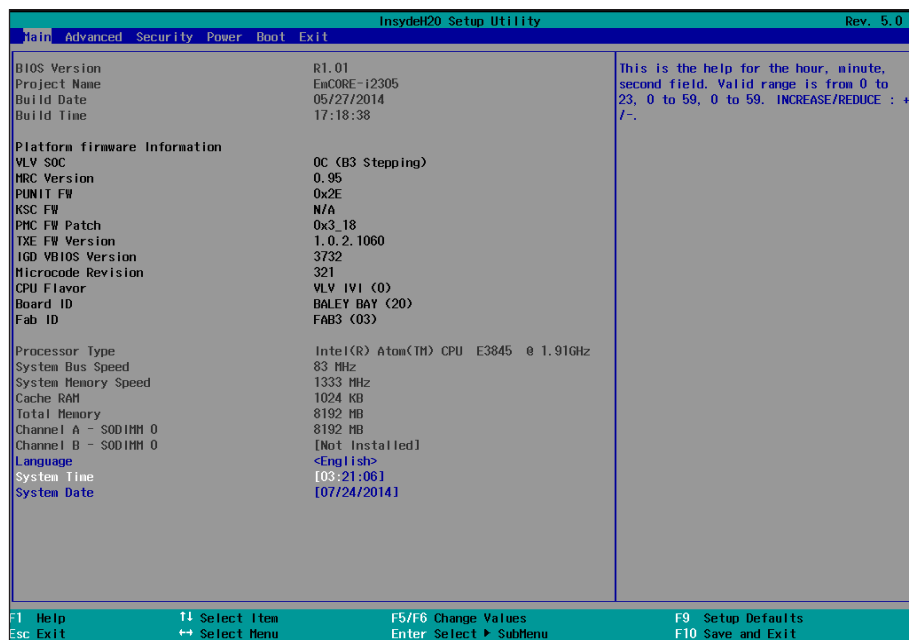 InsydeH2O Setup Utility Rev. 5.0
Main Advanced Security Power Boot Exit
BIOS Version R1.01
Project Name EmCORE-i2305
Build Date 05/27/2014
Build Time 17:18:38
Platform firmware Information
VLV SOC 0C (B3 Stepping)
MRC Version 0.95
PUNIT FW 0x2E
KSC FW N/A
PMC FW Patch 0x3_18
TXE FW Version 1.0.2.1060
IGD VBIOS Version 3732
Microcode Revision 321
CPU Flavor VLV IVI (0)
Board ID BALEY BAY (20)
Fab ID FAB3 (03)
Processor Type Intel(R) Atom(TM) CPU E3845 @ 1.91GHz
System Bus Speed 83 MHz
System Memory Speed 1333 MHz
Cache RAM 1024 KB
Total Memory 8192 MB
Channel A - SODIMM 0 8192 MB
Channel B - SODIMM 0 [Not Installed]
Language <English>
System Time [03:21:06]
System Date [07/24/2014]
This is the help for the hour, minute,
second field. Valid range is from 0 to
23, 0 to 59, 0 to 59. INCREASE/REDUCE : +
/-.
F1 Help ↑↓ Select Item F5/F6 Change Values F9 Setup Defaults
Esc Exit ↔ Select Menu Enter Select ▶ SubMenu F10 Save and Exit